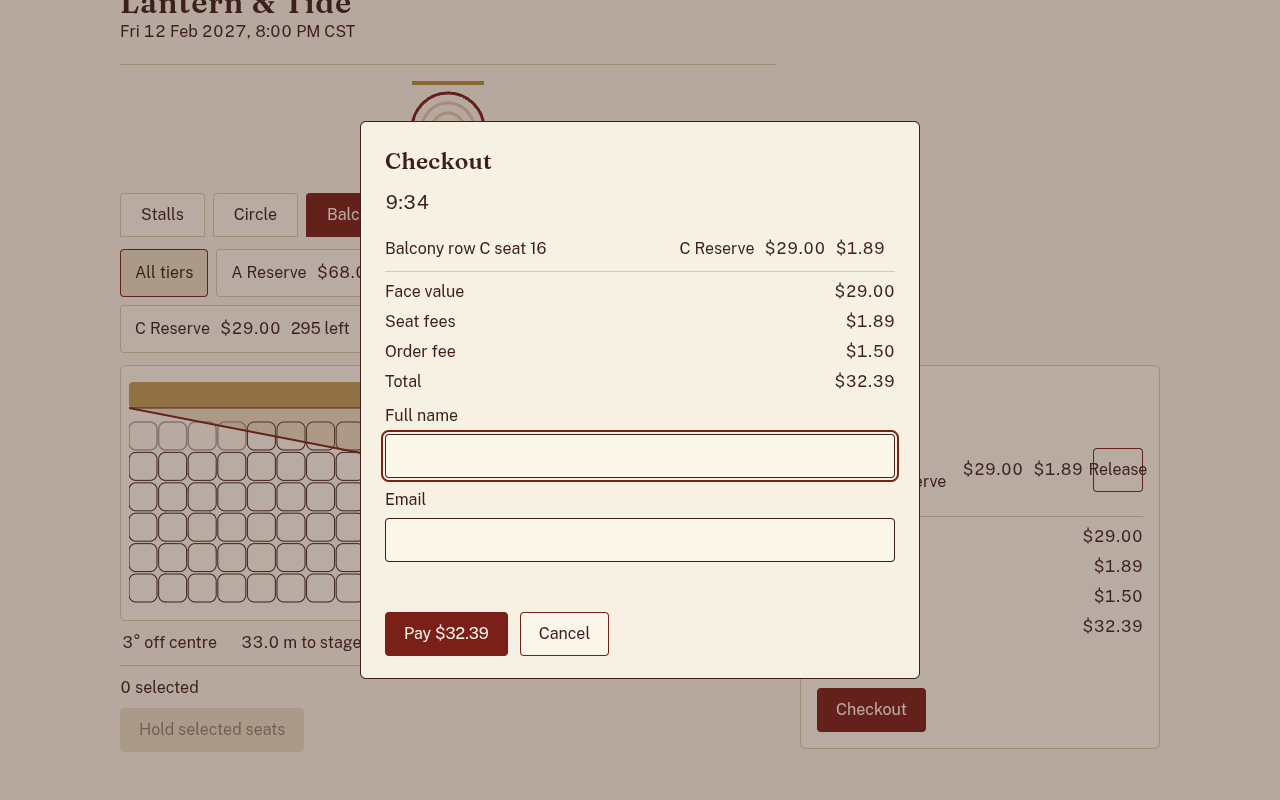 Lantern & Tide
Fri 12 Feb 2027, 8:00 PM CST
Stalls
Circle
Balc
All tiers
A Reserve $68.0
C Reserve $29.00 295 left
3° off centre 33.0 m to stage
0 selected
Hold selected seats
Checkout
9:34
Balcony row C seat 16 C Reserve $29.00 $1.89
Face value $29.00
Seat fees $1.89
Order fee $1.50
Total $32.39
Full name
Email
Pay $32.39
Cancel
erve $29.00 $1.89 Release
$29.00
$1.89
$1.50
$32.39
Checkout